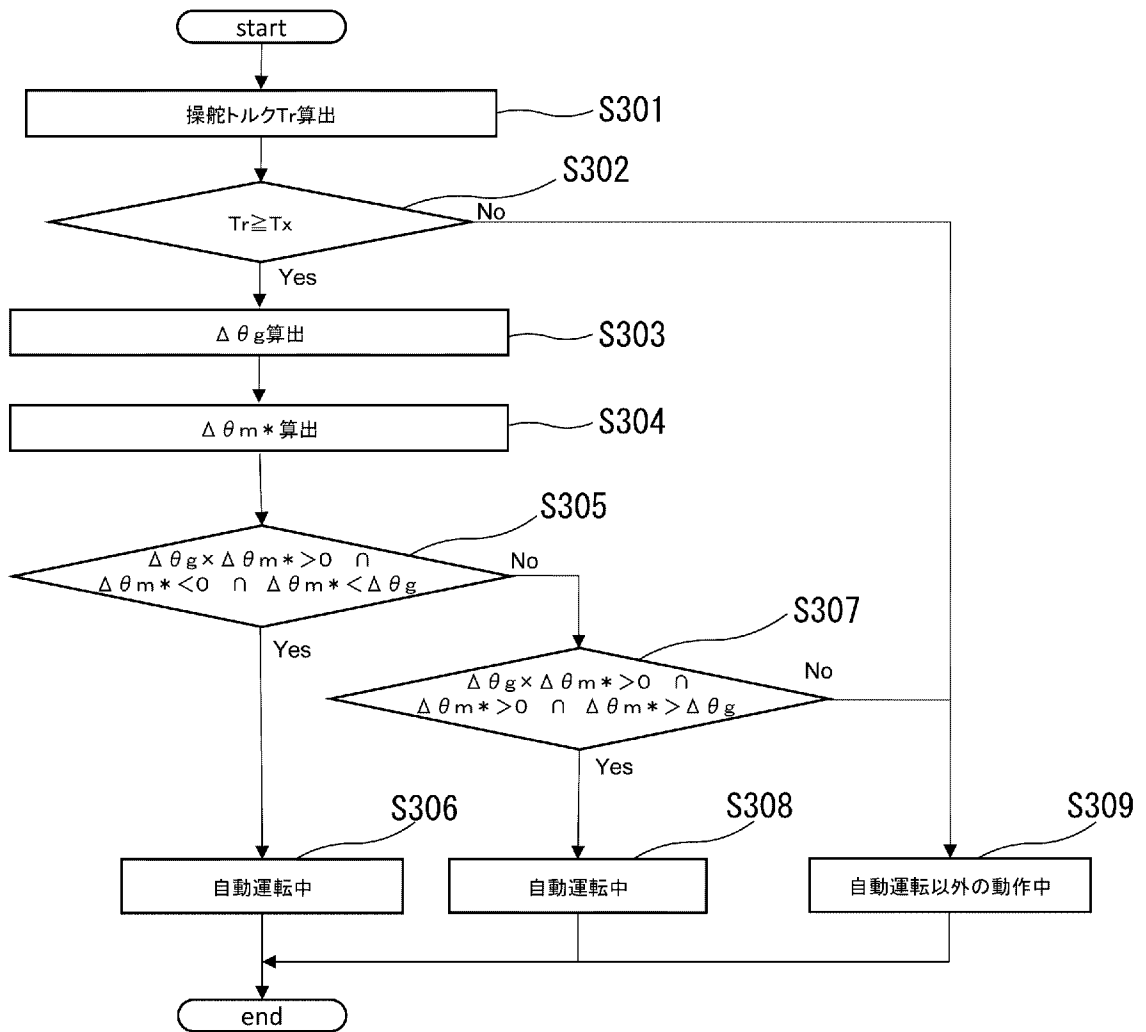 start
操舵トルクTr算出
S301
S302
Tr≧Tx
No
Yes
Δθg算出
S303
Δθm*算出
S304
S305
Δθg×Δθm*>0 ∩
Δθm*<0 ∩ Δθm*<Δθg
No
Yes
S307
Δθg×Δθm*>0 ∩
Δθm*>0 ∩ Δθm*>Δθg
No
Yes
S306
S308
S309
自動運転中
自動運転中
自動運転以外の動作中
end